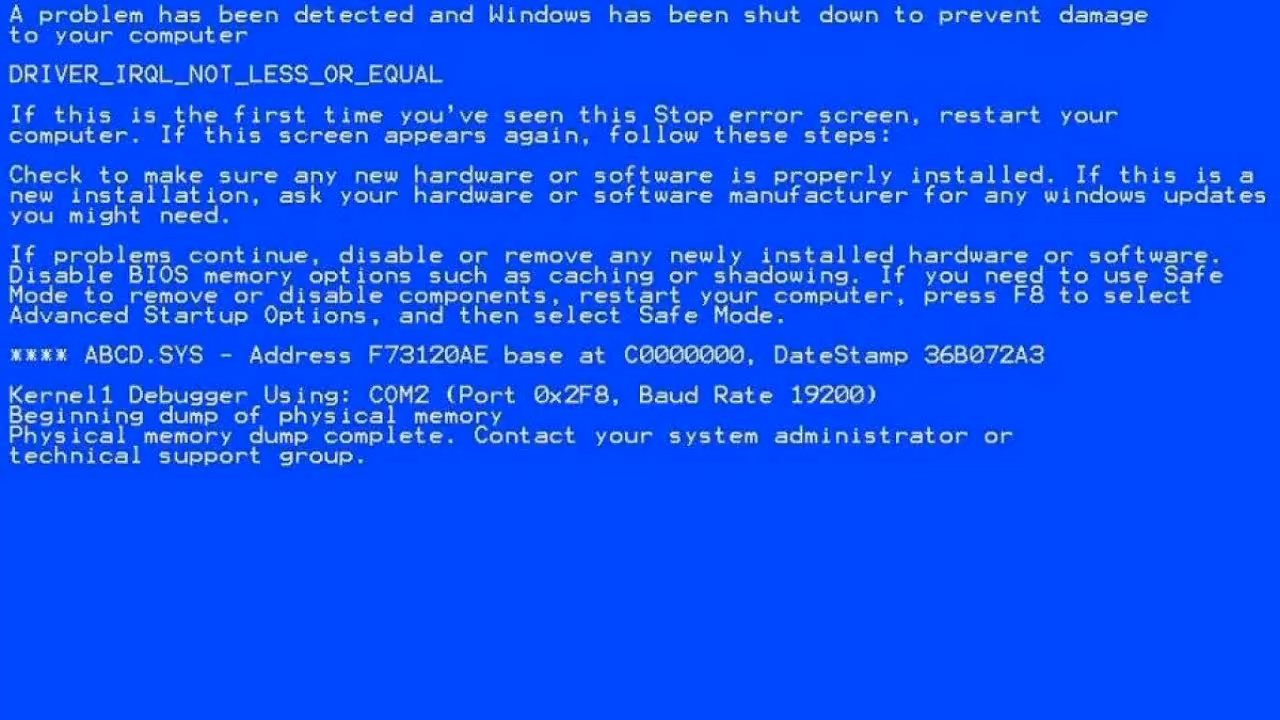 A problem has been detected and Windows has been shut down to prevent damage
to your computer
DRIVER_IRQL_NOT_LESS_OR_EQUAL
If this is the first time you've seen this Stop error screen, restart your
computer. If this screen appears again, follow these steps:
Check to make sure any new hardware or software is properly installed. If this is a
new installation, ask your hardware or software manufacturer for any windows updates
you might need.
If problems continue, disable or remove any newly installed hardware or software.
Disable BIOS memory options such as caching or shadowing. If you need to use Safe
Mode to remove or disable components, restart your computer, press F8 to select
Advanced Startup Options, and then select Safe Mode.
**** ABCD.SYS - Address F73120AE base at C0000000, DateStamp 36B072A3
Kernel1 Debugger Using: COM2 (Port 0x2F8, Baud Rate 19200)
Beginning dump of physical memory
Physical memory dump complete. Contact your system administrator or
technical support group.